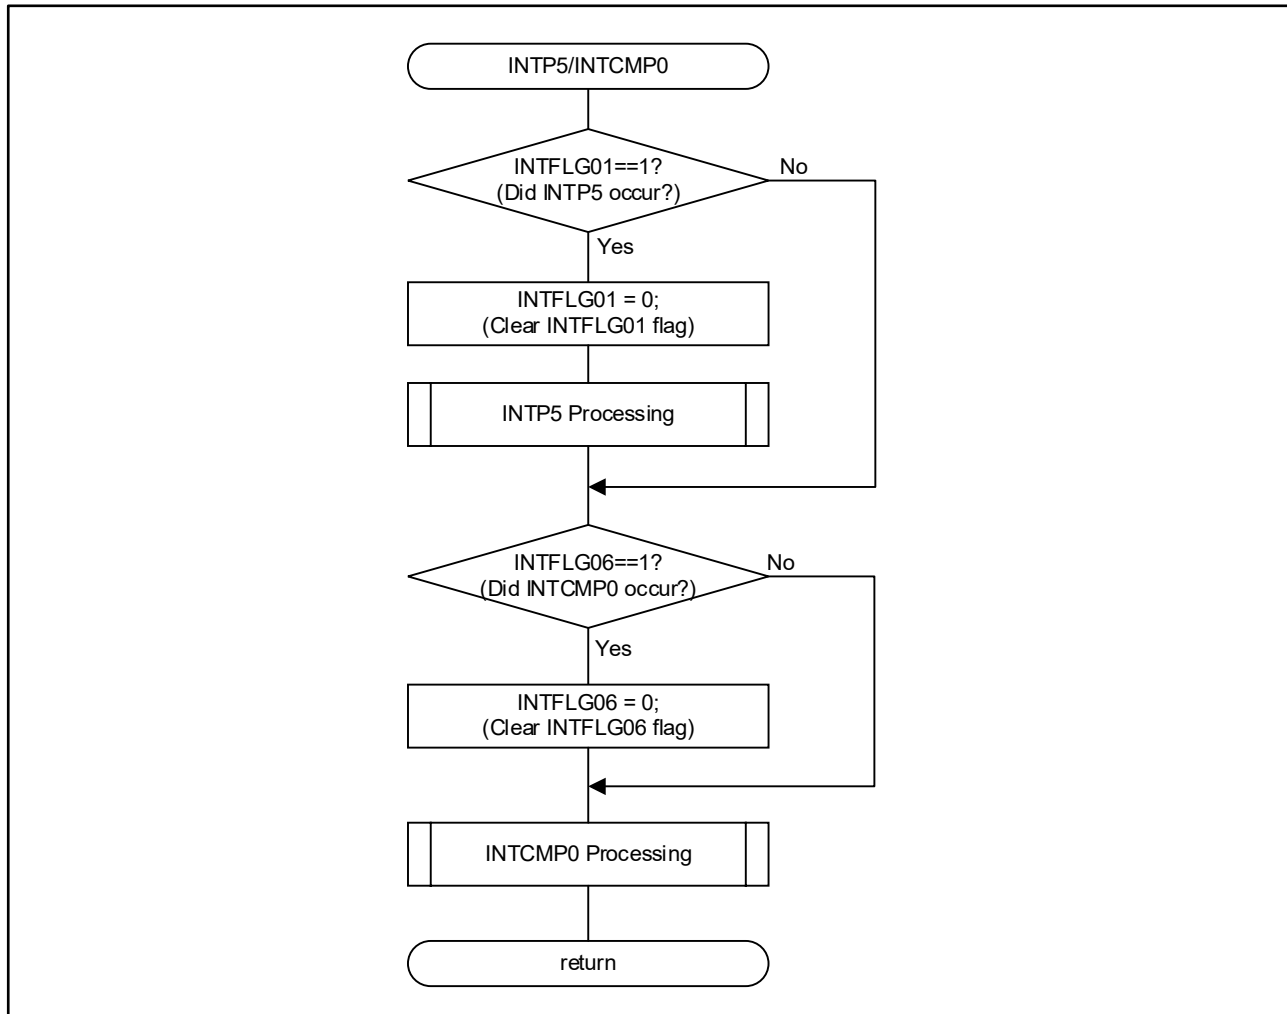 INTP5/INTCMP0
INTFLG01==1?
(Did INTP5 occur?)
No
Yes
INTFLG01 = 0;
(Clear INTFLG01 flag)
INTP5 Processing
INTFLG06==1?
(Did INTCMP0 occur?)
No
Yes
INTFLG06 = 0;
(Clear INTFLG06 flag)
INTCMP0 Processing
return